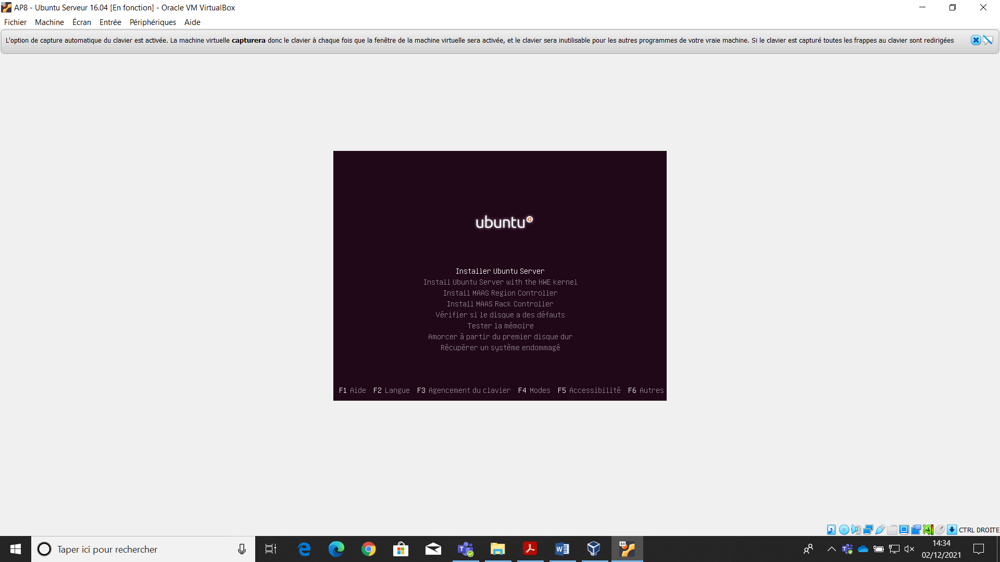 AP8 - Ubuntu Serveur 16.04 [En fonction] - Oracle VM VirtualBox
Fichier Machine Écran Entrée Périphériques Aide
L'option de capture automatique du clavier est activée. La machine virtuelle capturera donc le clavier à chaque fois que la fenêtre de la machine virtuelle sera activée, et le clavier sera inutilisable pour les autres programmes de votre vraie machine. Si le clavier est capturé toutes les frappes au clavier sont redirigées
ubuntu
Installer Ubuntu Server
Install Ubuntu Server with the HWE kernel
Install MAAS Region Controller
Install MAAS Rack Controller
Vérifier si le disque a des défauts
Tester la mémoire
Amorcer à partir du premier disque dur
Récupérer un système endommagé
F1 Aide F2 Langue F3 Agencement du clavier F4 Modes F5 Accessibilité F6 Autres
CTRL DROITE
Taper ici pour rechercher
14:34
02/12/2021